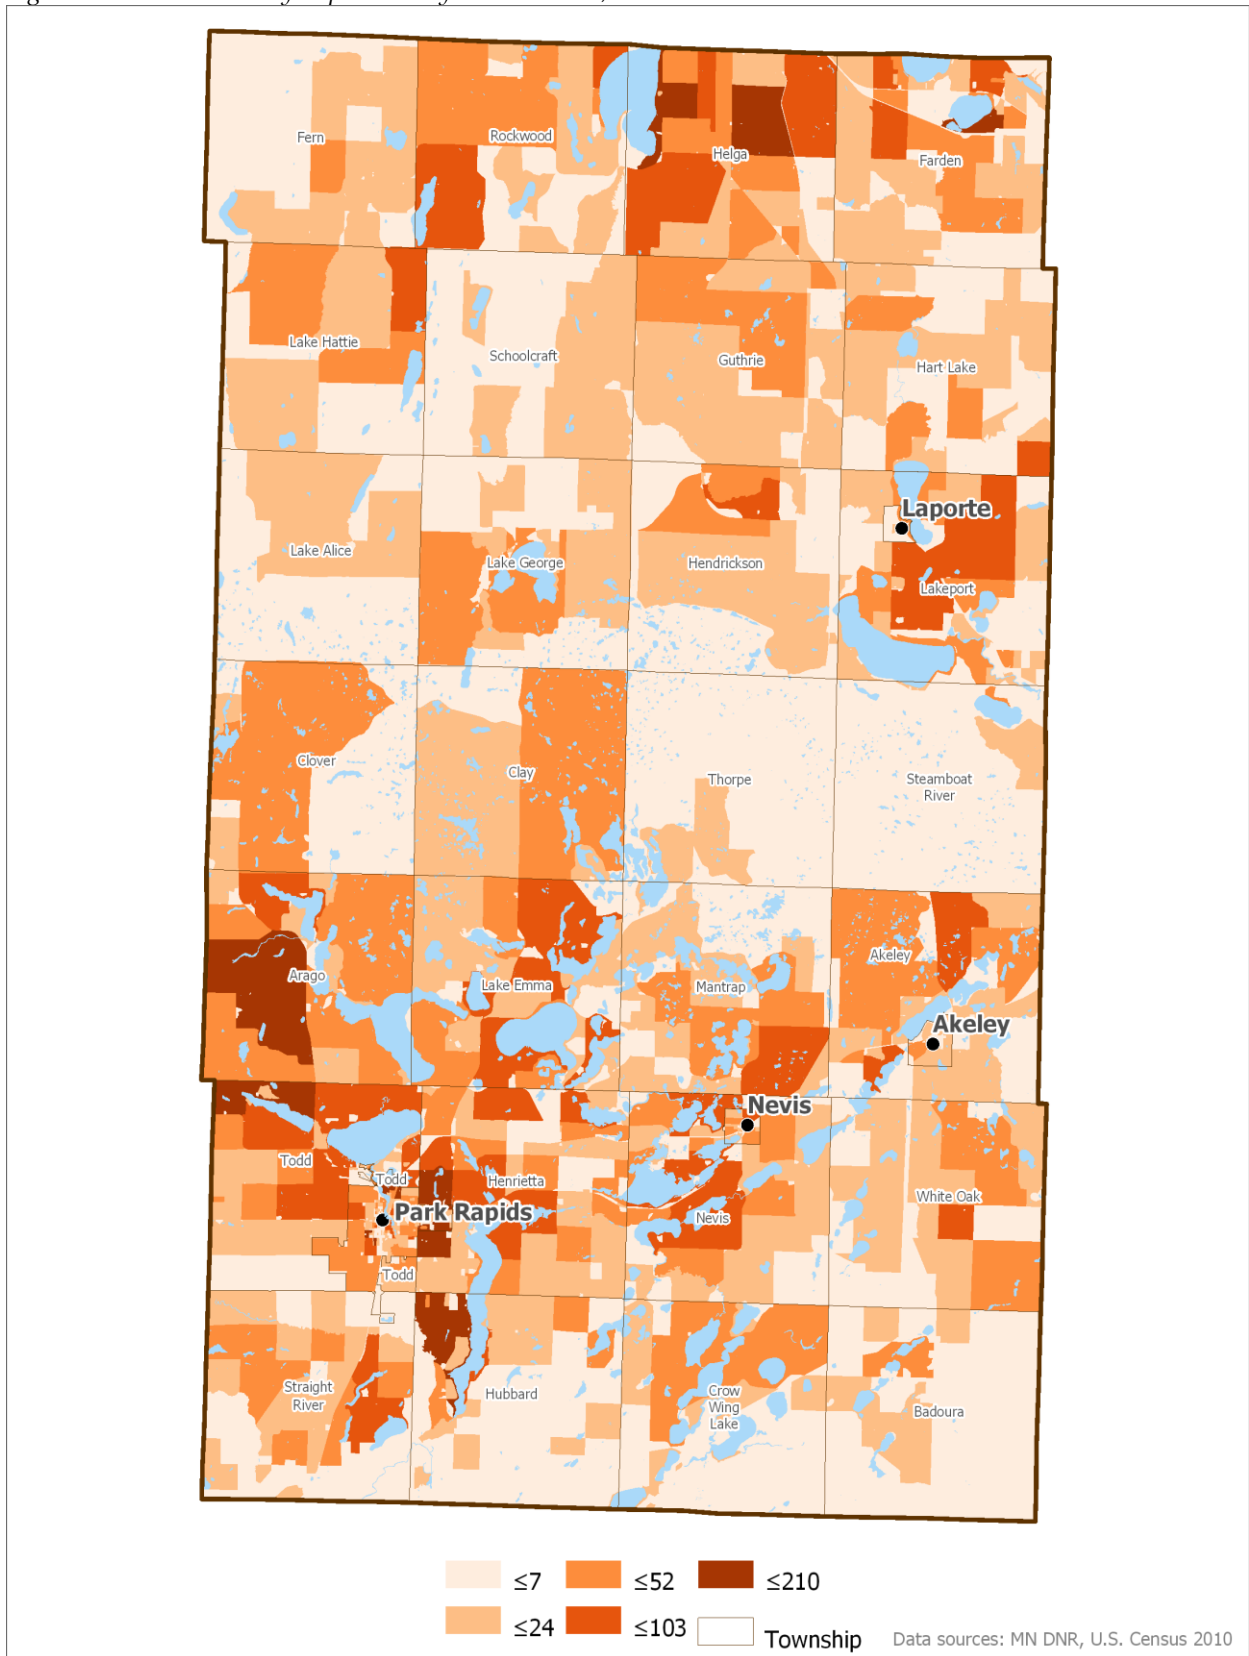 Fern
Rockwood
Helga
Farden
Lake Hattie
Schoolcraft
Guthrie
Hart Lake
Laporte
Lake Alice
Lake George
Hendrickson
Lakeport
Clover
Clay
Thorpe
Steamboat
River
Arago
Lake Emma
Mantrap
Akeley
Akeley
Nevis
Todd
Todd
Henrietta
White Oak
Park Rapids
Nevis
Todd
Straight
River
Hubbard
Crow
Wing
Lake
Badoura
≤7
≤52
≤210
≤24
≤103
Township
Data sources: MN DNR, U.S. Census 2010